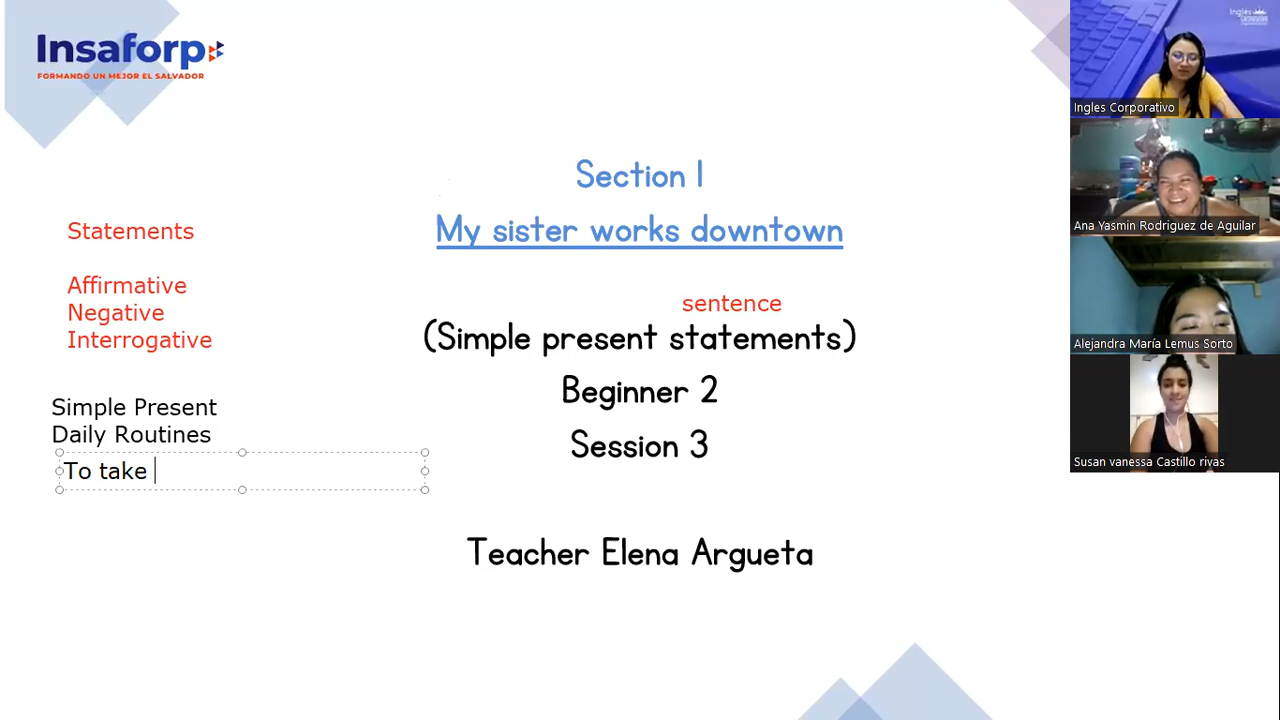 Insaforp
FORMANDO UN MEJOR EL SALVADOR
Section 1
My sister works downtown
Statements
Affirmative
Negative
Interrogative
sentence
(Simple present statements)
Beginner 2
Session 3
Simple Present
Daily Routines
To take
Teacher Elena Argueta
Ingles Corporativo
Ana Yasmin Rodriguez de Aguilar
Alejandra María Lemus Sorto
Susan vanessa Castillo rivas